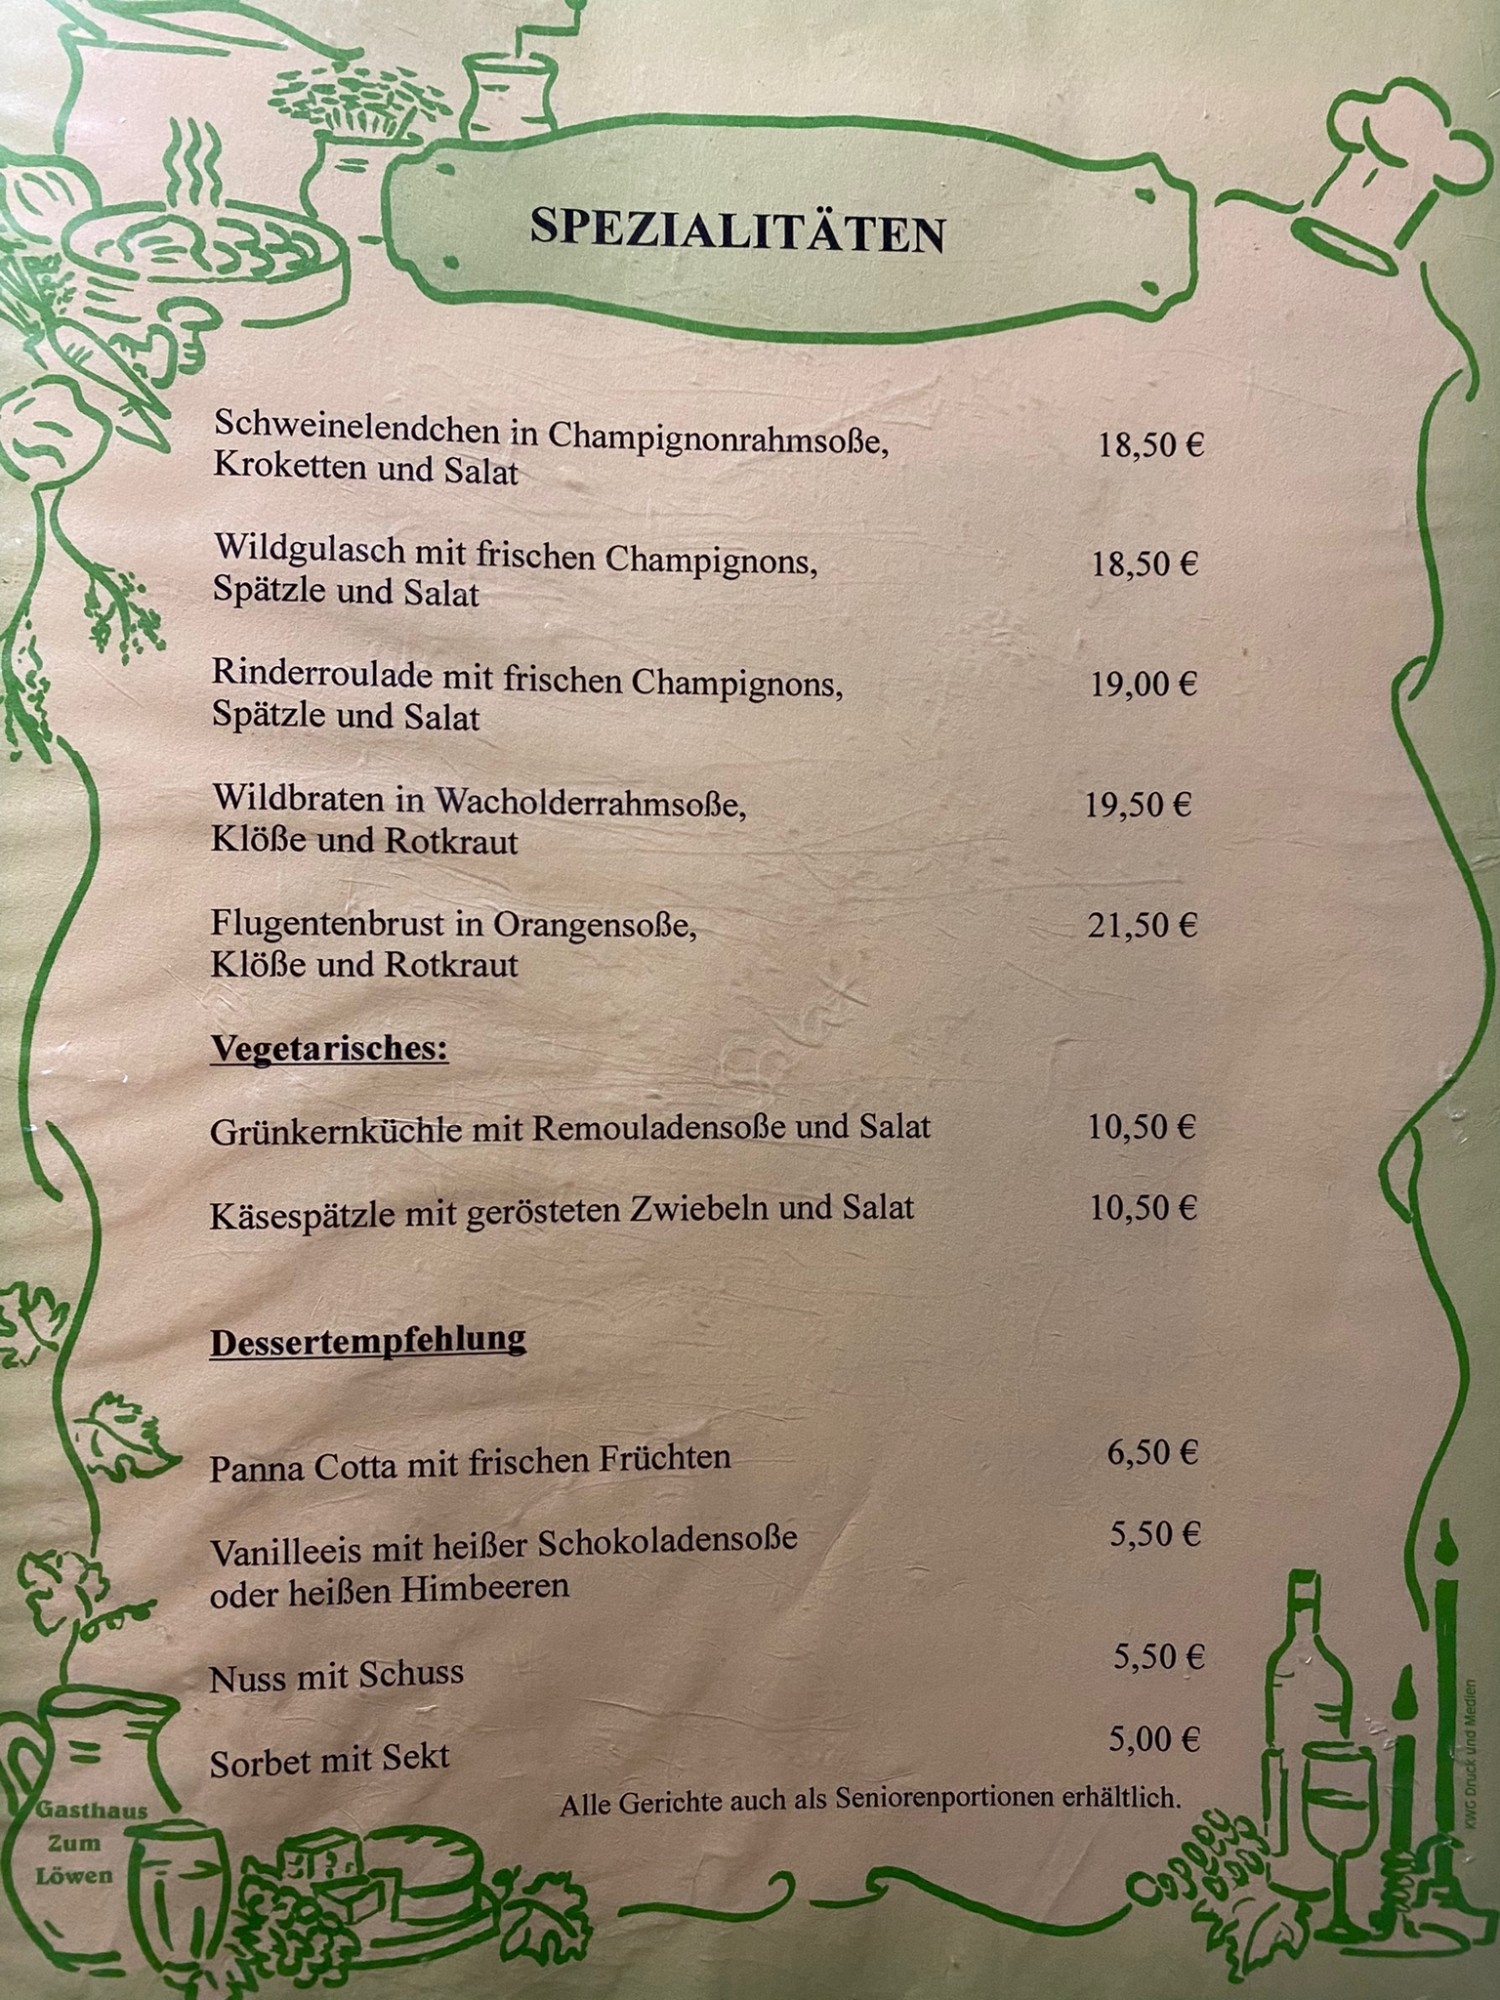 SPEZIALITÄTEN
Schweinelendchen in Champignonrahmsoße, 18,50 €
Kroketten und Salat
Wildgulasch mit frischen Champignons, 18,50 €
Spätzle und Salat
Rinderroulade mit frischen Champignons, 19,00 €
Spätzle und Salat
Wildbraten in Wacholderrahmsoße, 19,50 €
Klöße und Rotkraut
Flugentenbrust in Orangensoße, 21,50 €
Klöße und Rotkraut
Vegetarisches:
Grünkernküchle mit Remouladensoße und Salat 10,50 €
Käsespätzle mit gerösteten Zwiebeln und Salat 10,50 €
Dessertempfehlung
Panna Cotta mit frischen Früchten 6,50 €
Vanilleeis mit heißer Schokoladensoße 5,50 €
oder heißen Himbeeren
Nuss mit Schuss 5,50 €
Sorbet mit Sekt 5,00 €
Alle Gerichte auch als Seniorenportionen erhältlich.
Gasthaus
Zum
Löwen
KWG Druck und Medien